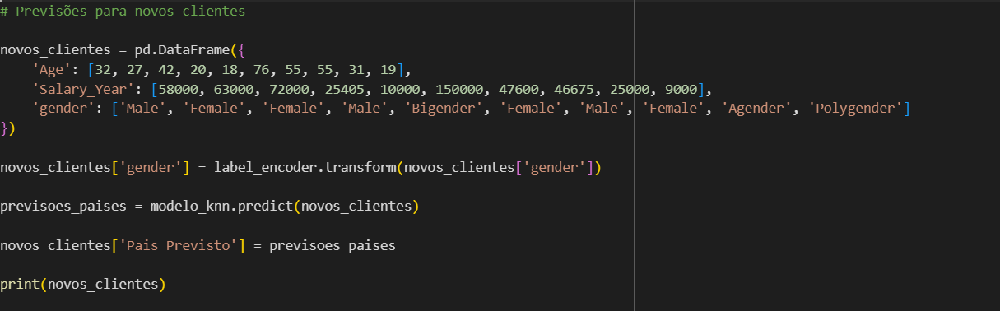 # Previsões para novos clientes
novos_clientes = pd.DataFrame({
    'Age': [32, 27, 42, 20, 18, 76, 55, 55, 31, 19],
    'Salary_Year': [58000, 63000, 72000, 25405, 10000, 150000, 47600, 46675, 25000, 9000],
    'gender': ['Male', 'Female', 'Female', 'Male', 'Bigender', 'Female', 'Male', 'Female', 'Agender', 'Polygender']
})
novos_clientes['gender'] = label_encoder.transform(novos_clientes['gender'])
previsoes_paises = modelo_knn.predict(novos_clientes)
novos_clientes['Pais_Previsto'] = previsoes_paises
print(novos_clientes)